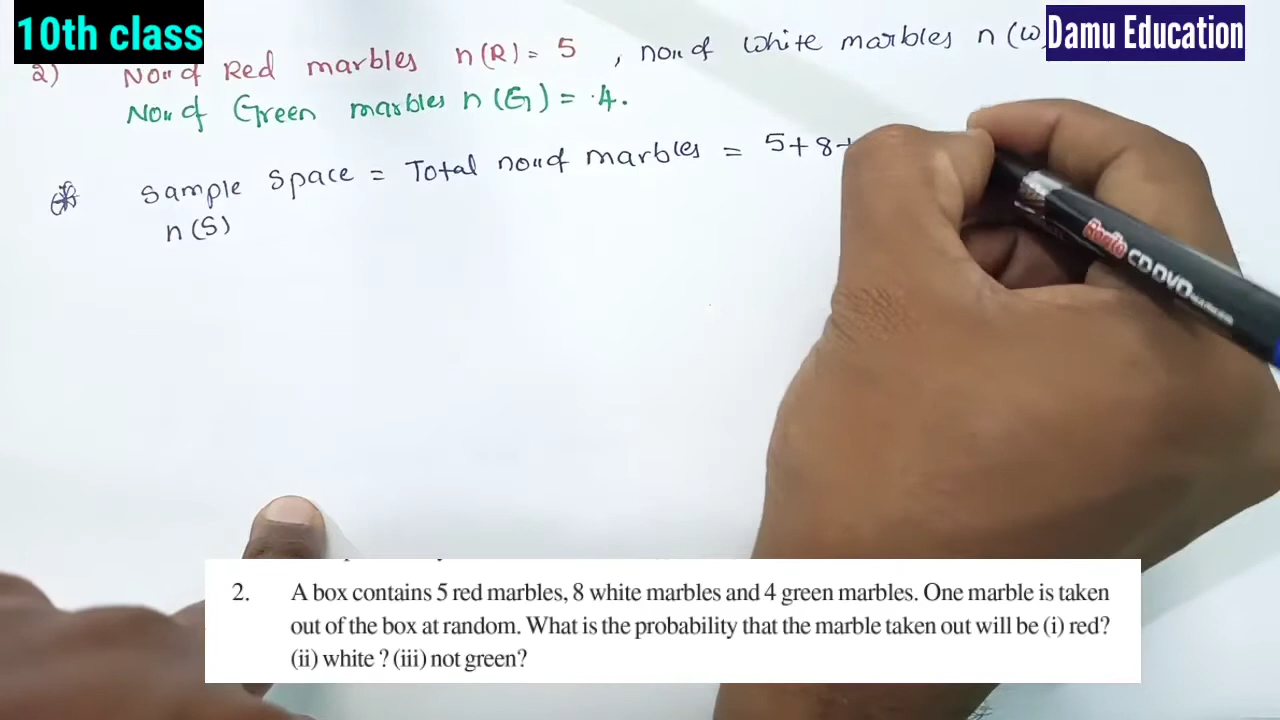 10th class
Damu Education
2) No. of Red marbles n(R) = 5 , no. of White marbles n(W)
No. of Green marbles n(G) = 4.
Sample Space = Total no. of marbles = 5+8+
n(S)
CD-DVD
2. A box contains 5 red marbles, 8 white marbles and 4 green marbles. One marble is taken
out of the box at random. What is the probability that the marble taken out will be (i) red?
(ii) white ? (iii) not green?